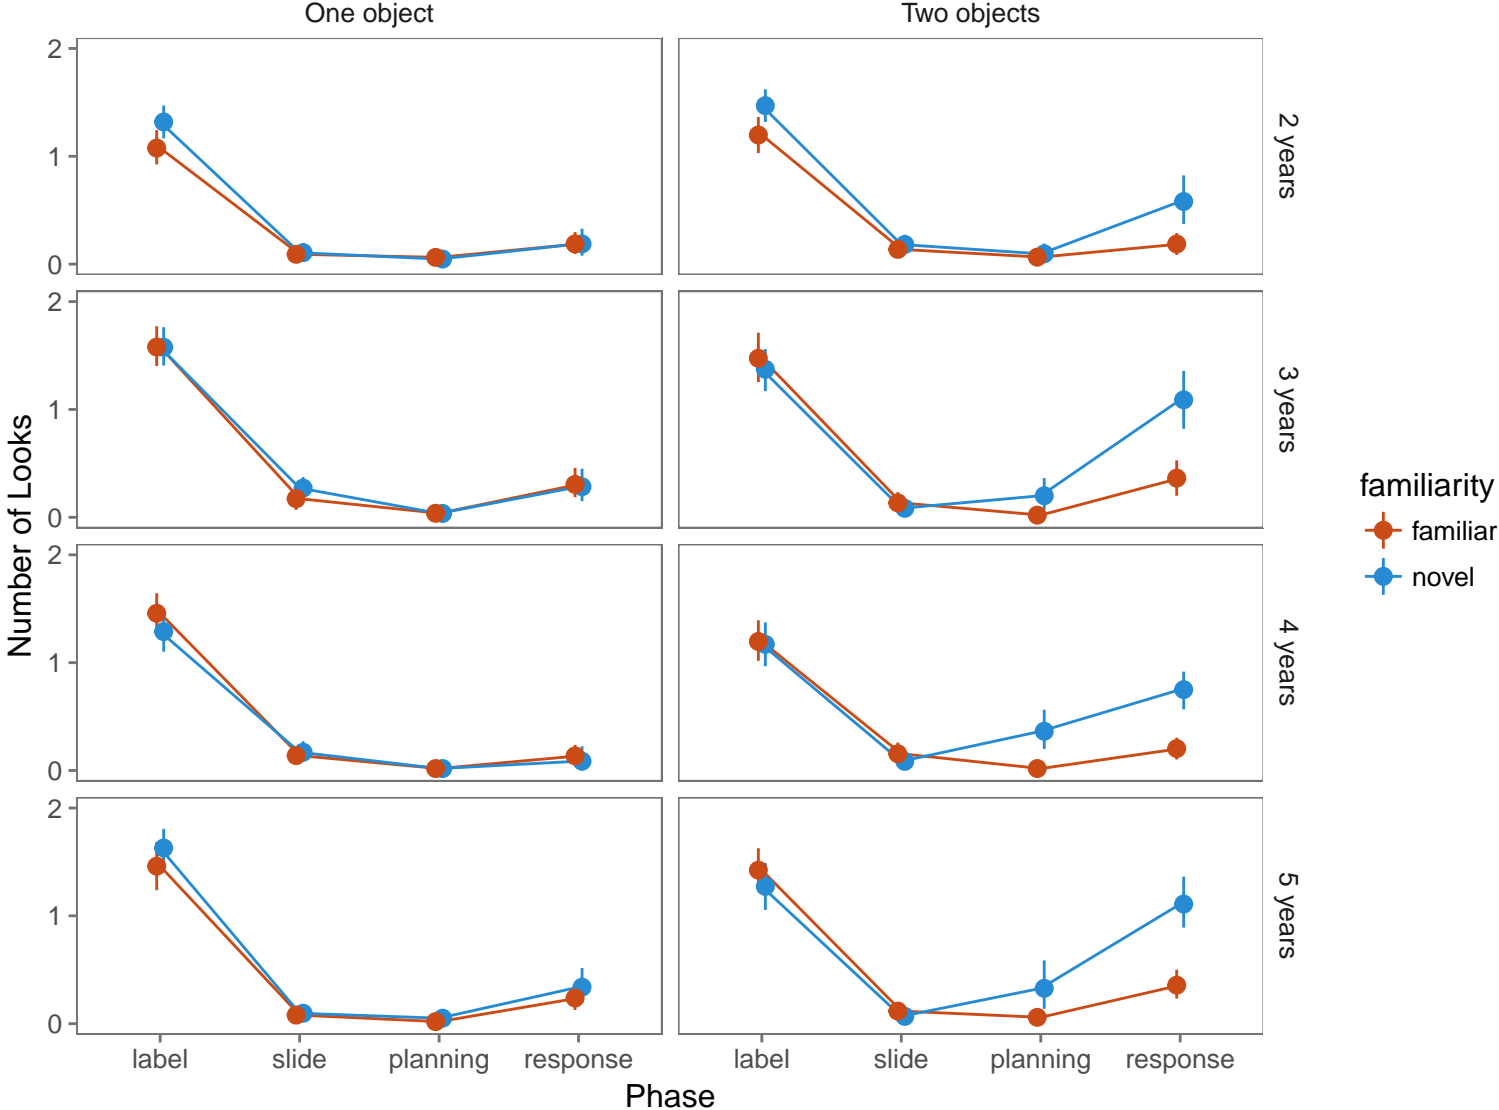 One object
Two objects
2
1
0
2 years
2
1
0
3 years
2
1
0
4 years
2
1
0
5 years
label
slide
planning
response
label
slide
planning
response
Phase
Number of Looks
familiarity
familiar
novel